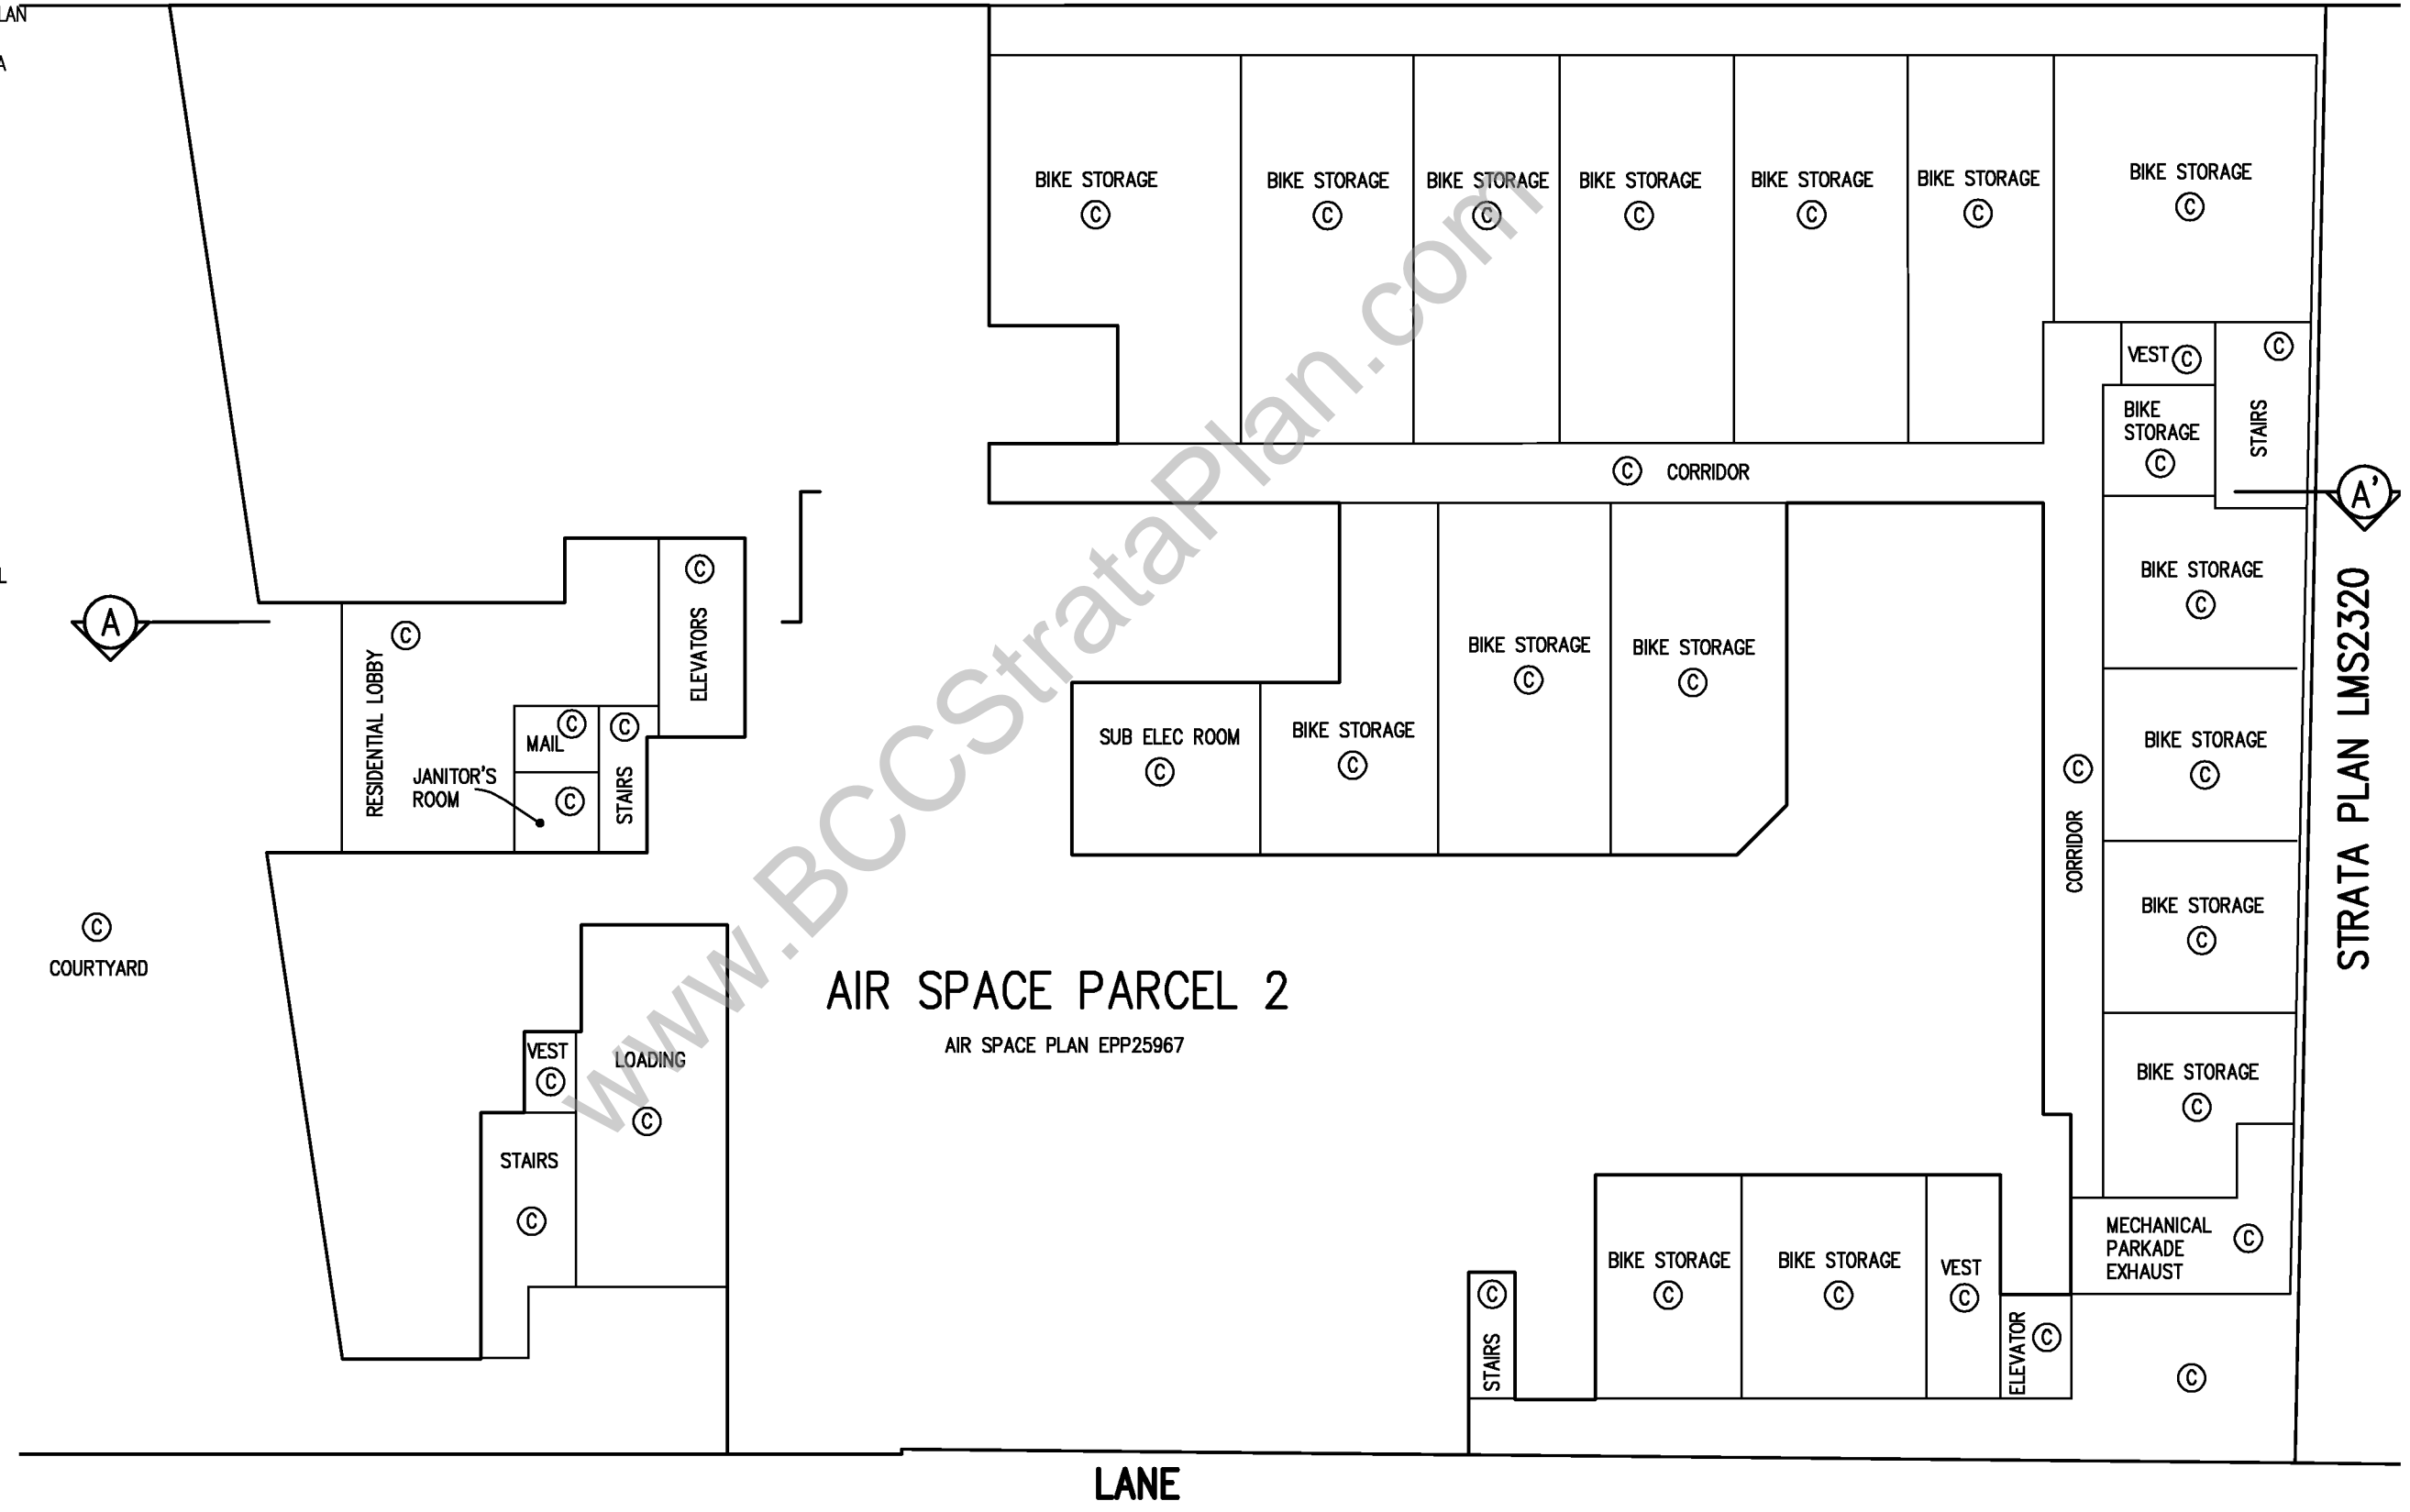 LAN
A
L
BIKE STORAGE
C
BIKE STORAGE
C
BIKE STORAGE
C
BIKE STORAGE
C
BIKE STORAGE
C
BIKE STORAGE
C
BIKE STORAGE
C
VEST C
C
STAIRS
BIKE
STORAGE
C
C CORRIDOR
A'
A
C
RESIDENTIAL LOBBY
C
ELEVATORS
MAIL
C
C
STAIRS
JANITOR'S
ROOM
C
SUB ELEC ROOM
C
BIKE STORAGE
C
BIKE STORAGE
C
BIKE STORAGE
C
BIKE STORAGE
C
BIKE STORAGE
C
BIKE STORAGE
C
BIKE STORAGE
C
C
CORRIDOR
STRATA PLAN LMS2320
C
COURTYARD
AIR SPACE PARCEL 2
AIR SPACE PLAN EPP25967
VEST
C
LOADING
C
STAIRS
C
C
STAIRS
BIKE STORAGE
C
BIKE STORAGE
C
VEST
C
ELEVATOR
C
MECHANICAL
PARKADE
EXHAUST
C
C
LANE
www.BCCStrataPlan.com